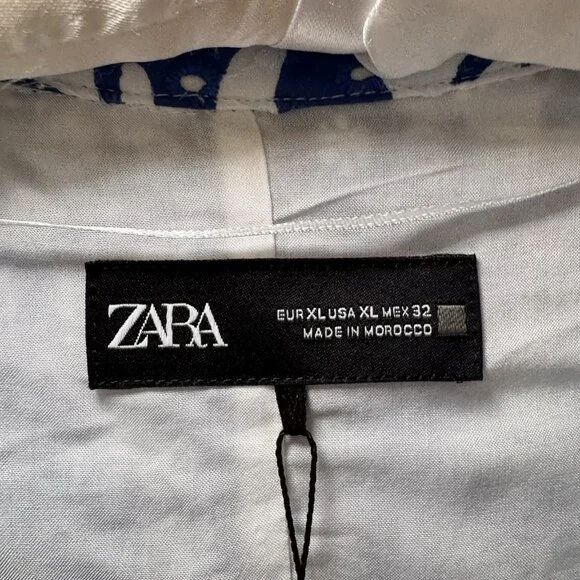 ZARA
EUR XL USA XL MEX 32
MADE IN MOROCCO